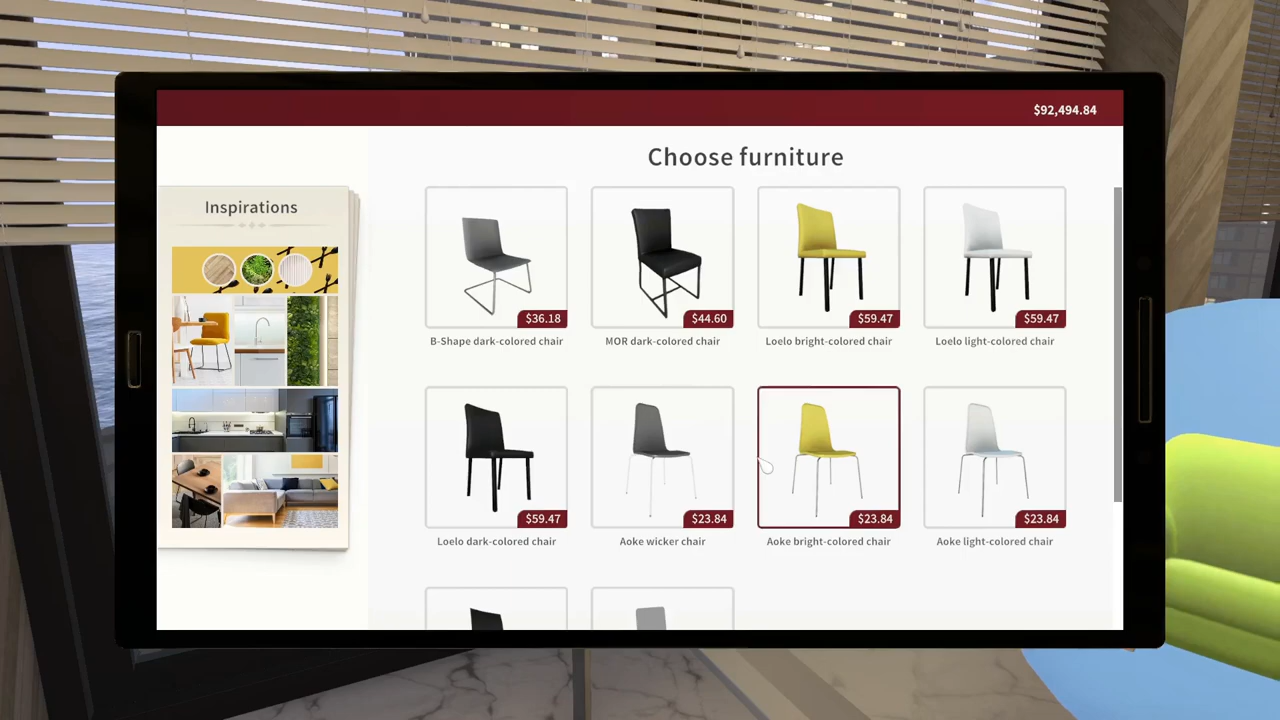 $92,494.84
Choose furniture
Inspirations
$36.18
$44.60
$59.47
$59.47
B-Shape dark-colored chair
MOR dark-colored chair
Loelo bright-colored chair
Loelo light-colored chair
$59.47
$23.84
$23.84
$23.84
Loelo dark-colored chair
Aoke wicker chair
Aoke bright-colored chair
Aoke light-colored chair